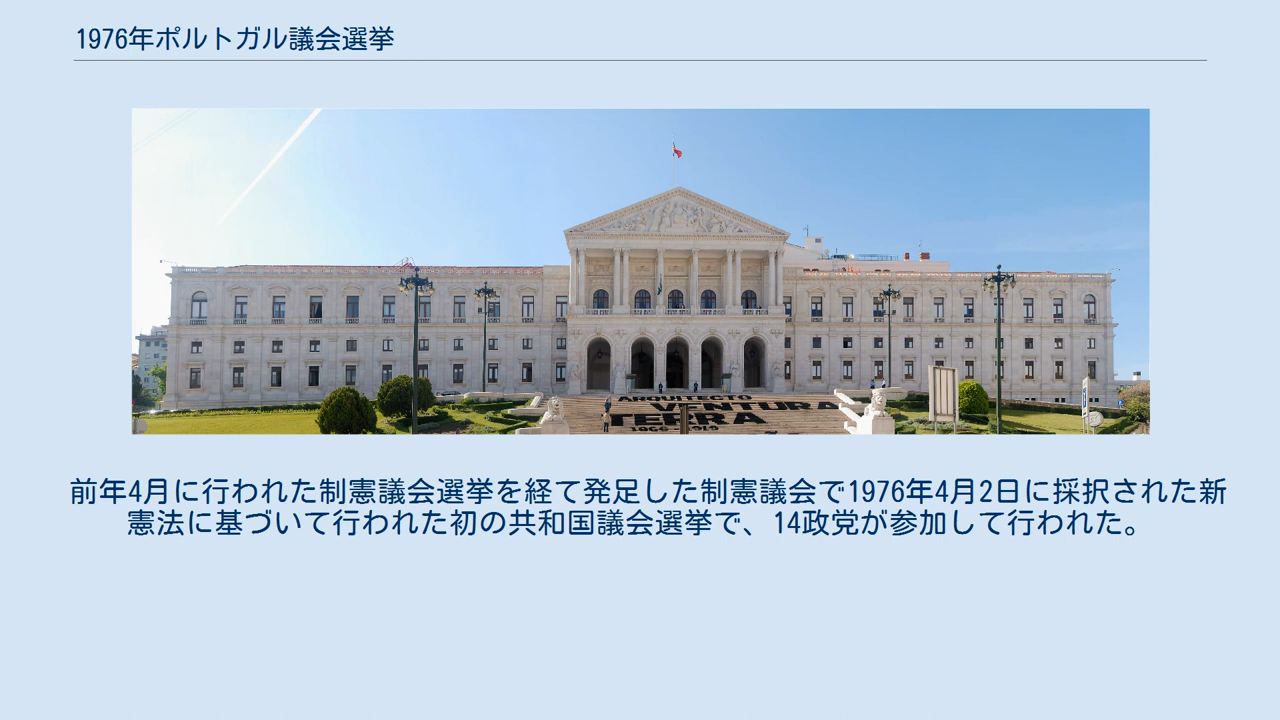 1976年ポルトガル議会選挙
ARQUITECTO
VENTURA
TERRA
1866-1919
前年4月に行われた制憲議会選挙を経て発足した制憲議会で1976年4月2日に採択された新
憲法に基づいて行われた初の共和国議会選挙で、14政党が参加して行われた。